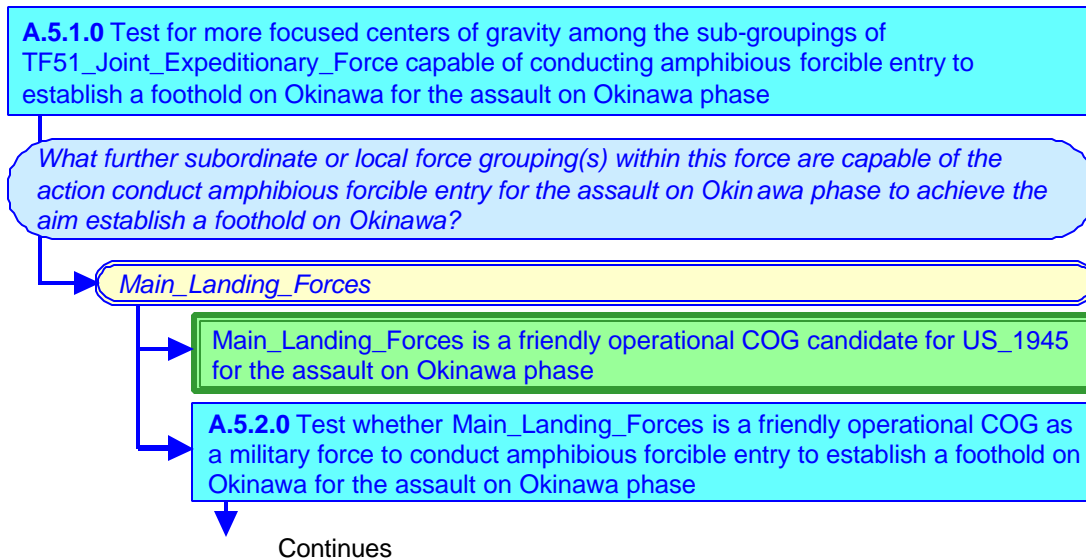 A.5.1.0 Test for more focused centers of gravity among the sub-groupings of
TF51_Joint_Expeditionary_Force capable of conducting amphibious forcible entry to
establish a foothold on Okinawa for the assault on Okinawa phase
What further subordinate or local force grouping(s) within this force are capable of the
action conduct amphibious forcible entry for the assault on Okin awa phase to achieve the
aim establish a foothold on Okinawa?
Main_Landing_Forces
Main_Landing_Forces is a friendly operational COG candidate for US_1945
for the assault on Okinawa phase
A.5.2.0 Test whether Main_Landing_Forces is a friendly operational COG as
a military force to conduct amphibious forcible entry to establish a foothold on
Okinawa for the assault on Okinawa phase
Continues